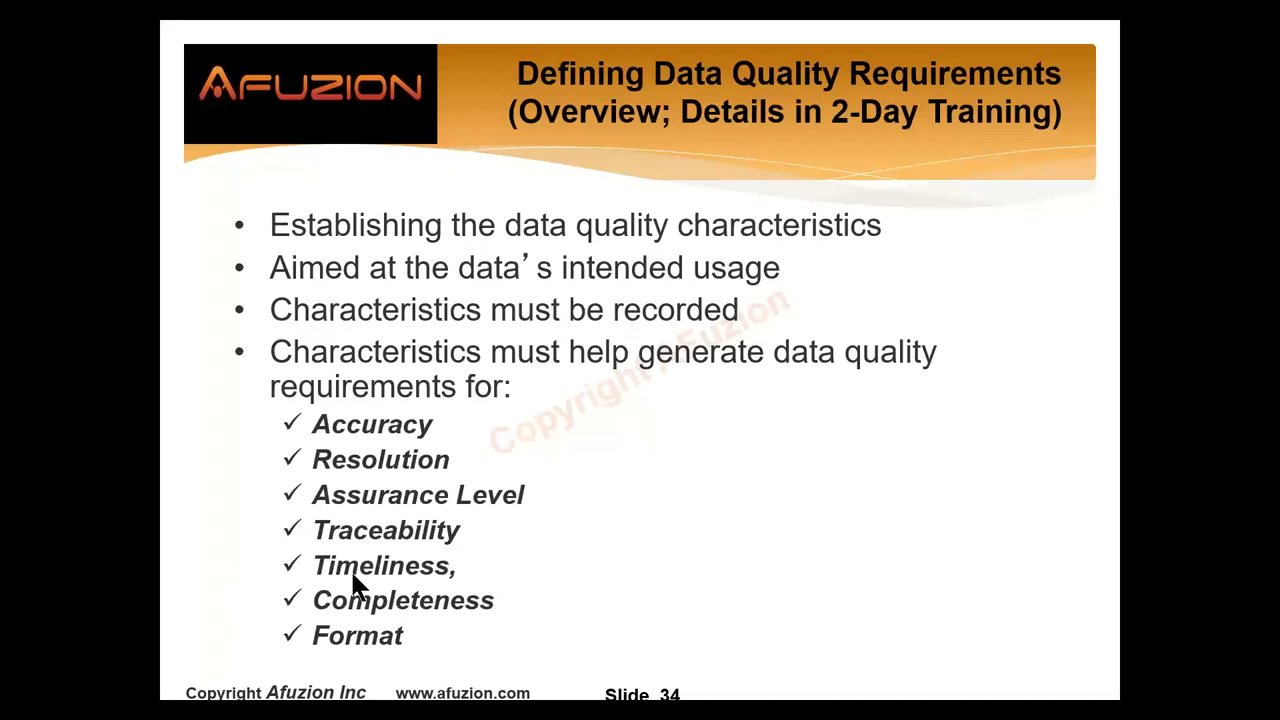 AFUZION
Defining Data Quality Requirements
(Overview; Details in 2-Day Training)
• Establishing the data quality characteristics
• Aimed at the data’s intended usage
• Characteristics must be recorded
• Characteristics must help generate data quality
requirements for:
✓ Accuracy
✓ Resolution
✓ Assurance Level
✓ Traceability
✓ Timeliness,
✓ Completeness
✓ Format
Copyright AFuzion
Copyright Afuzion Inc www.afuzion.com Slide 34